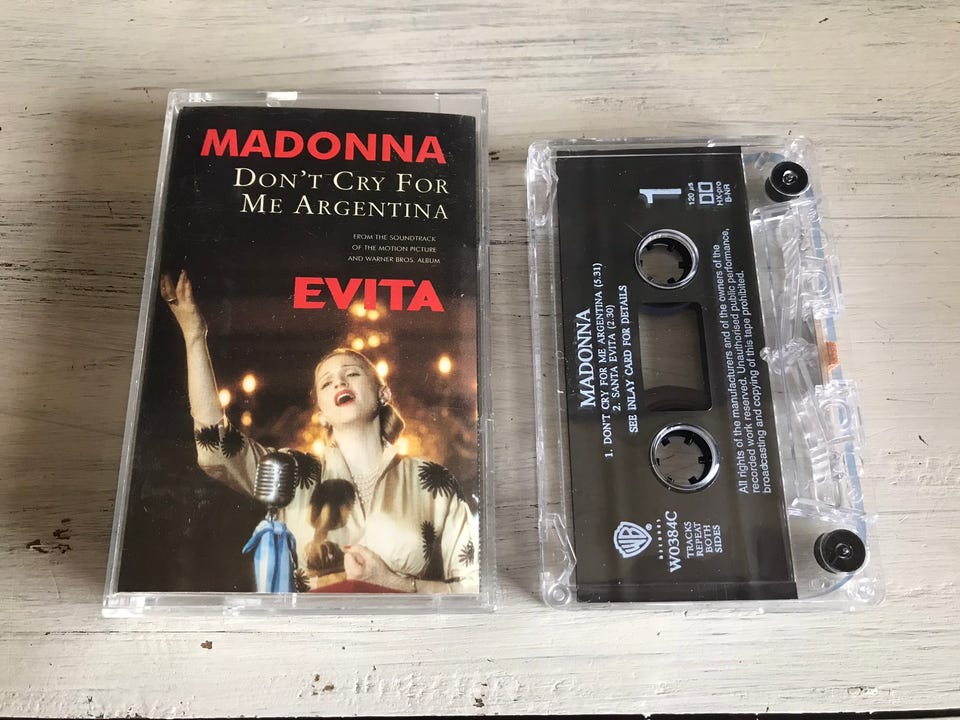 MADONNA
DON'T CRY FOR
ME ARGENTINA
FROM THE SOUNDTRACK
OF THE MOTION PICTURE
AND WARNER BROS. ALBUM
EVITA
1
120 µs
HX-PRO
B-NR
MADONNA
1. DON'T CRY FOR ME ARGENTINA (5.31)
2. SANTA EVITA (2.30)
SEE INLAY CARD FOR DETAILS
All rights of the manufacturers and of the owners of the
recorded work reserved. Unauthorised public performance,
broadcasting and copying of this tape prohibited.
WB®
RECORDS
W0384C
TRACKS
REPEAT
BOTH
SIDES